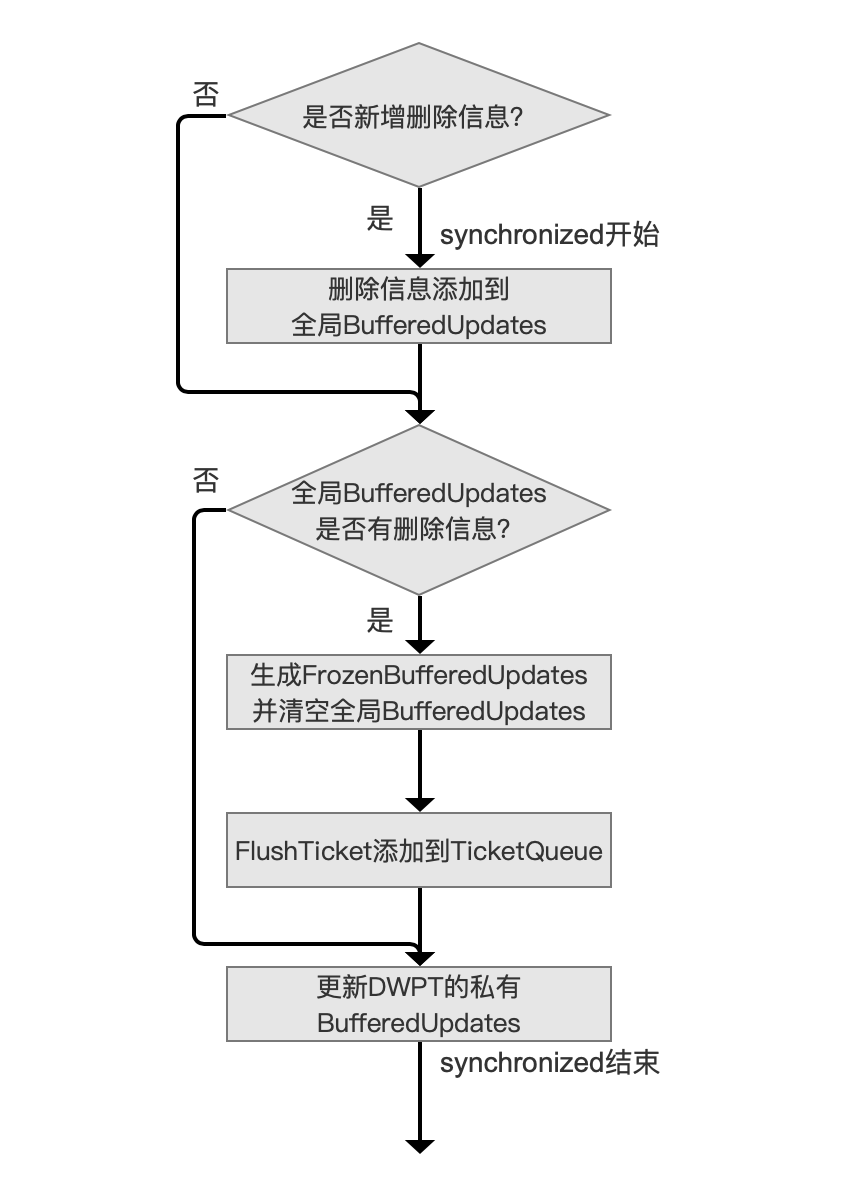 否
是否新增删除信息?
是
synchronized开始
删除信息添加到
全局BufferedUpdates
否
全局BufferedUpdates
是否有删除信息?
是
生成FrozenBufferedUpdates
并清空全局BufferedUpdates
FlushTicket添加到TicketQueue
更新DWPT的私有
BufferedUpdates
synchronized结束